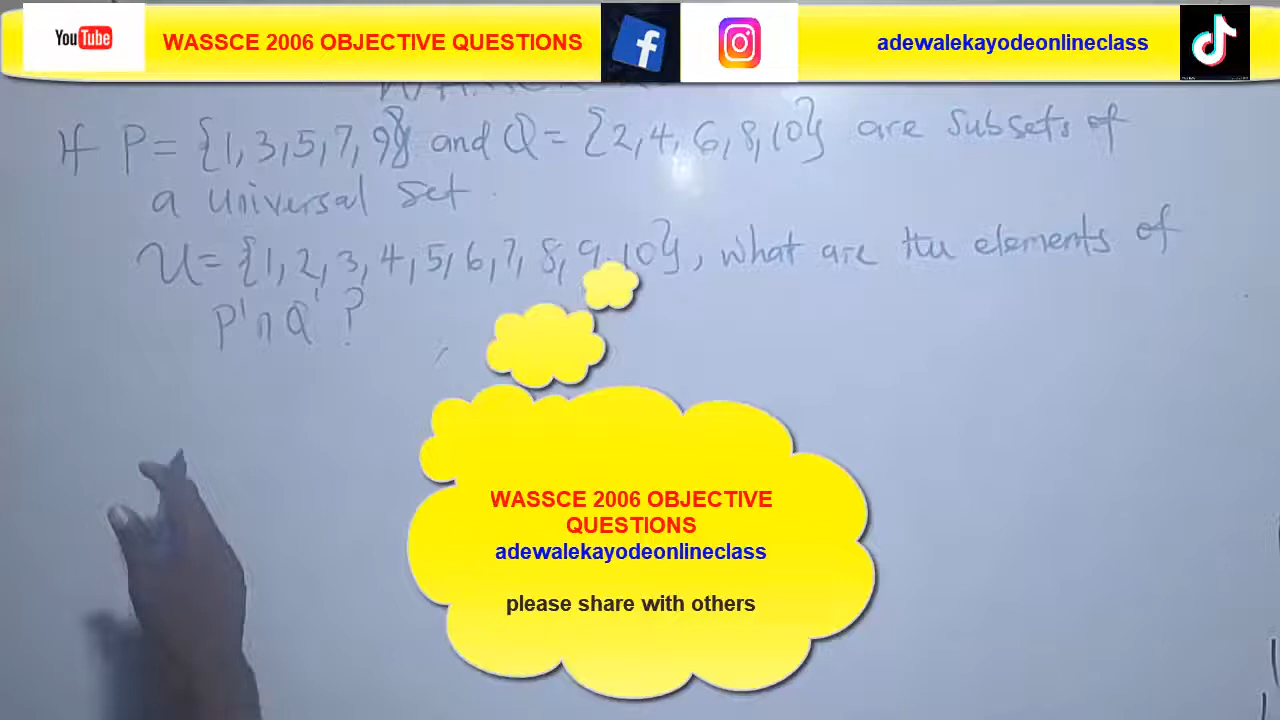 YouTube WASSCE 2006 OBJECTIVE QUESTIONS f adewalekayodeonlineclass
If P = {1, 3, 5, 7, 9} and Q = {2, 4, 6, 8, 10} are subsets of
a universal set.
U = {1, 2, 3, 4, 5, 6, 7, 8, 9, 10}, what are the elements of
P' ∩ Q' ?
WASSCE 2006 OBJECTIVE
QUESTIONS
adewalekayodeonlineclass
please share with others